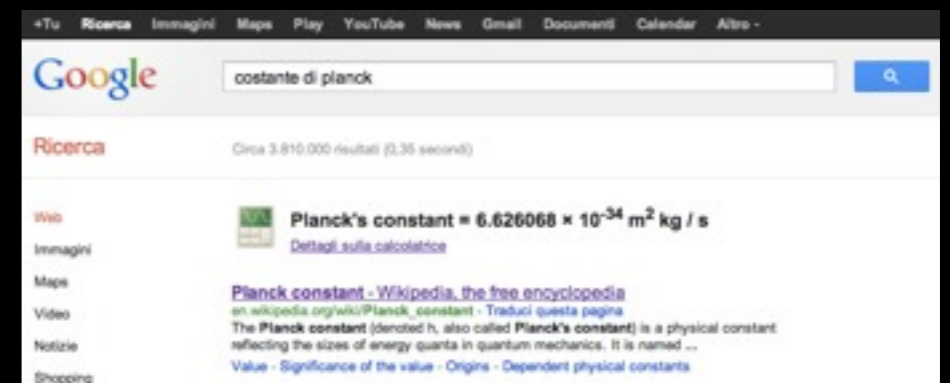 +Tu Ricerca Immagini Maps Play YouTube News Gmail Documenti Calendar Altro
Google costante di planck
Ricerca Circa 3.810.000 risultati (0,35 secondi)
Web
Planck's constant = 6.626068 × 10⁻³⁴ m² kg / s
Immagini
Dettagli sulla calcolatrice
Maps
Planck constant - Wikipedia, the free encyclopedia
Video
en.wikipedia.org/wiki/Planck_constant - Traduci questa pagina
The Planck constant (denoted h, also called Planck's constant) is a physical constant
Notizie
reflecting the sizes of energy quanta in quantum mechanics. It is named ...
Value - Significance of the value - Origins - Dependent physical constants
Shopping